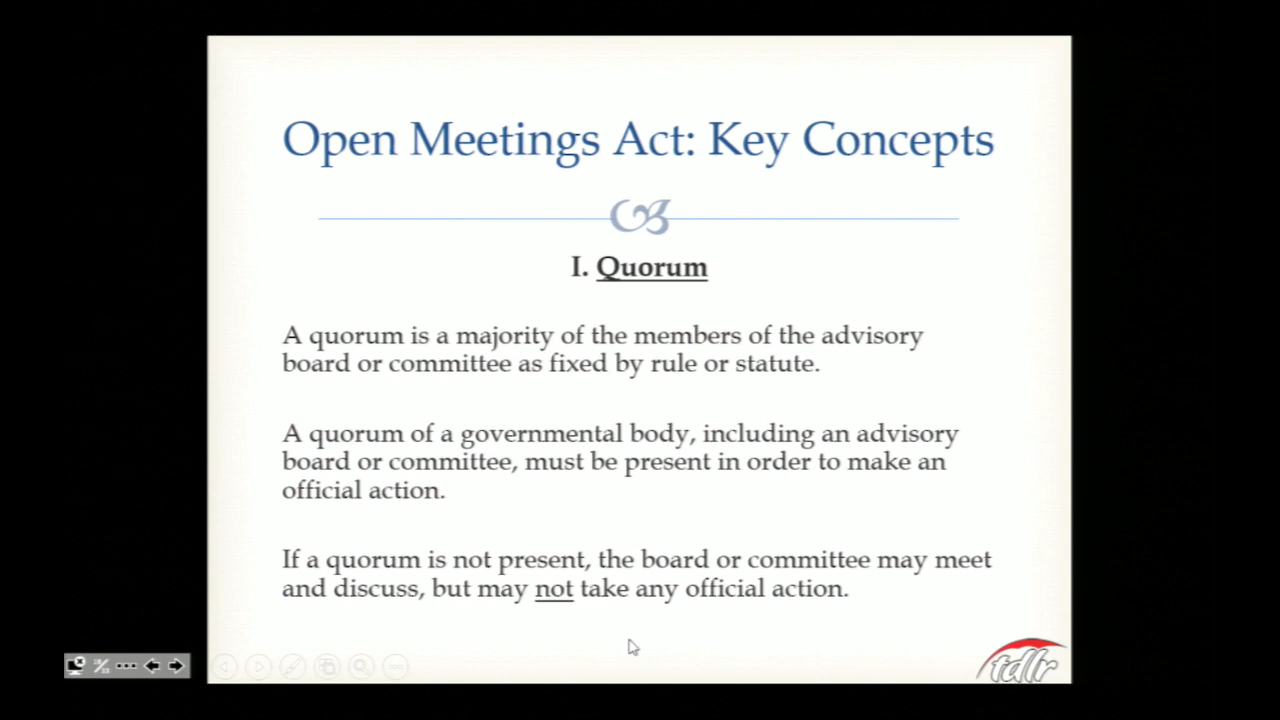 Open Meetings Act: Key Concepts
I. Quorum
A quorum is a majority of the members of the advisory
board or committee as fixed by rule or statute.
A quorum of a governmental body, including an advisory
board or committee, must be present in order to make an
official action.
If a quorum is not present, the board or committee may meet
and discuss, but may not take any official action.
tdlr